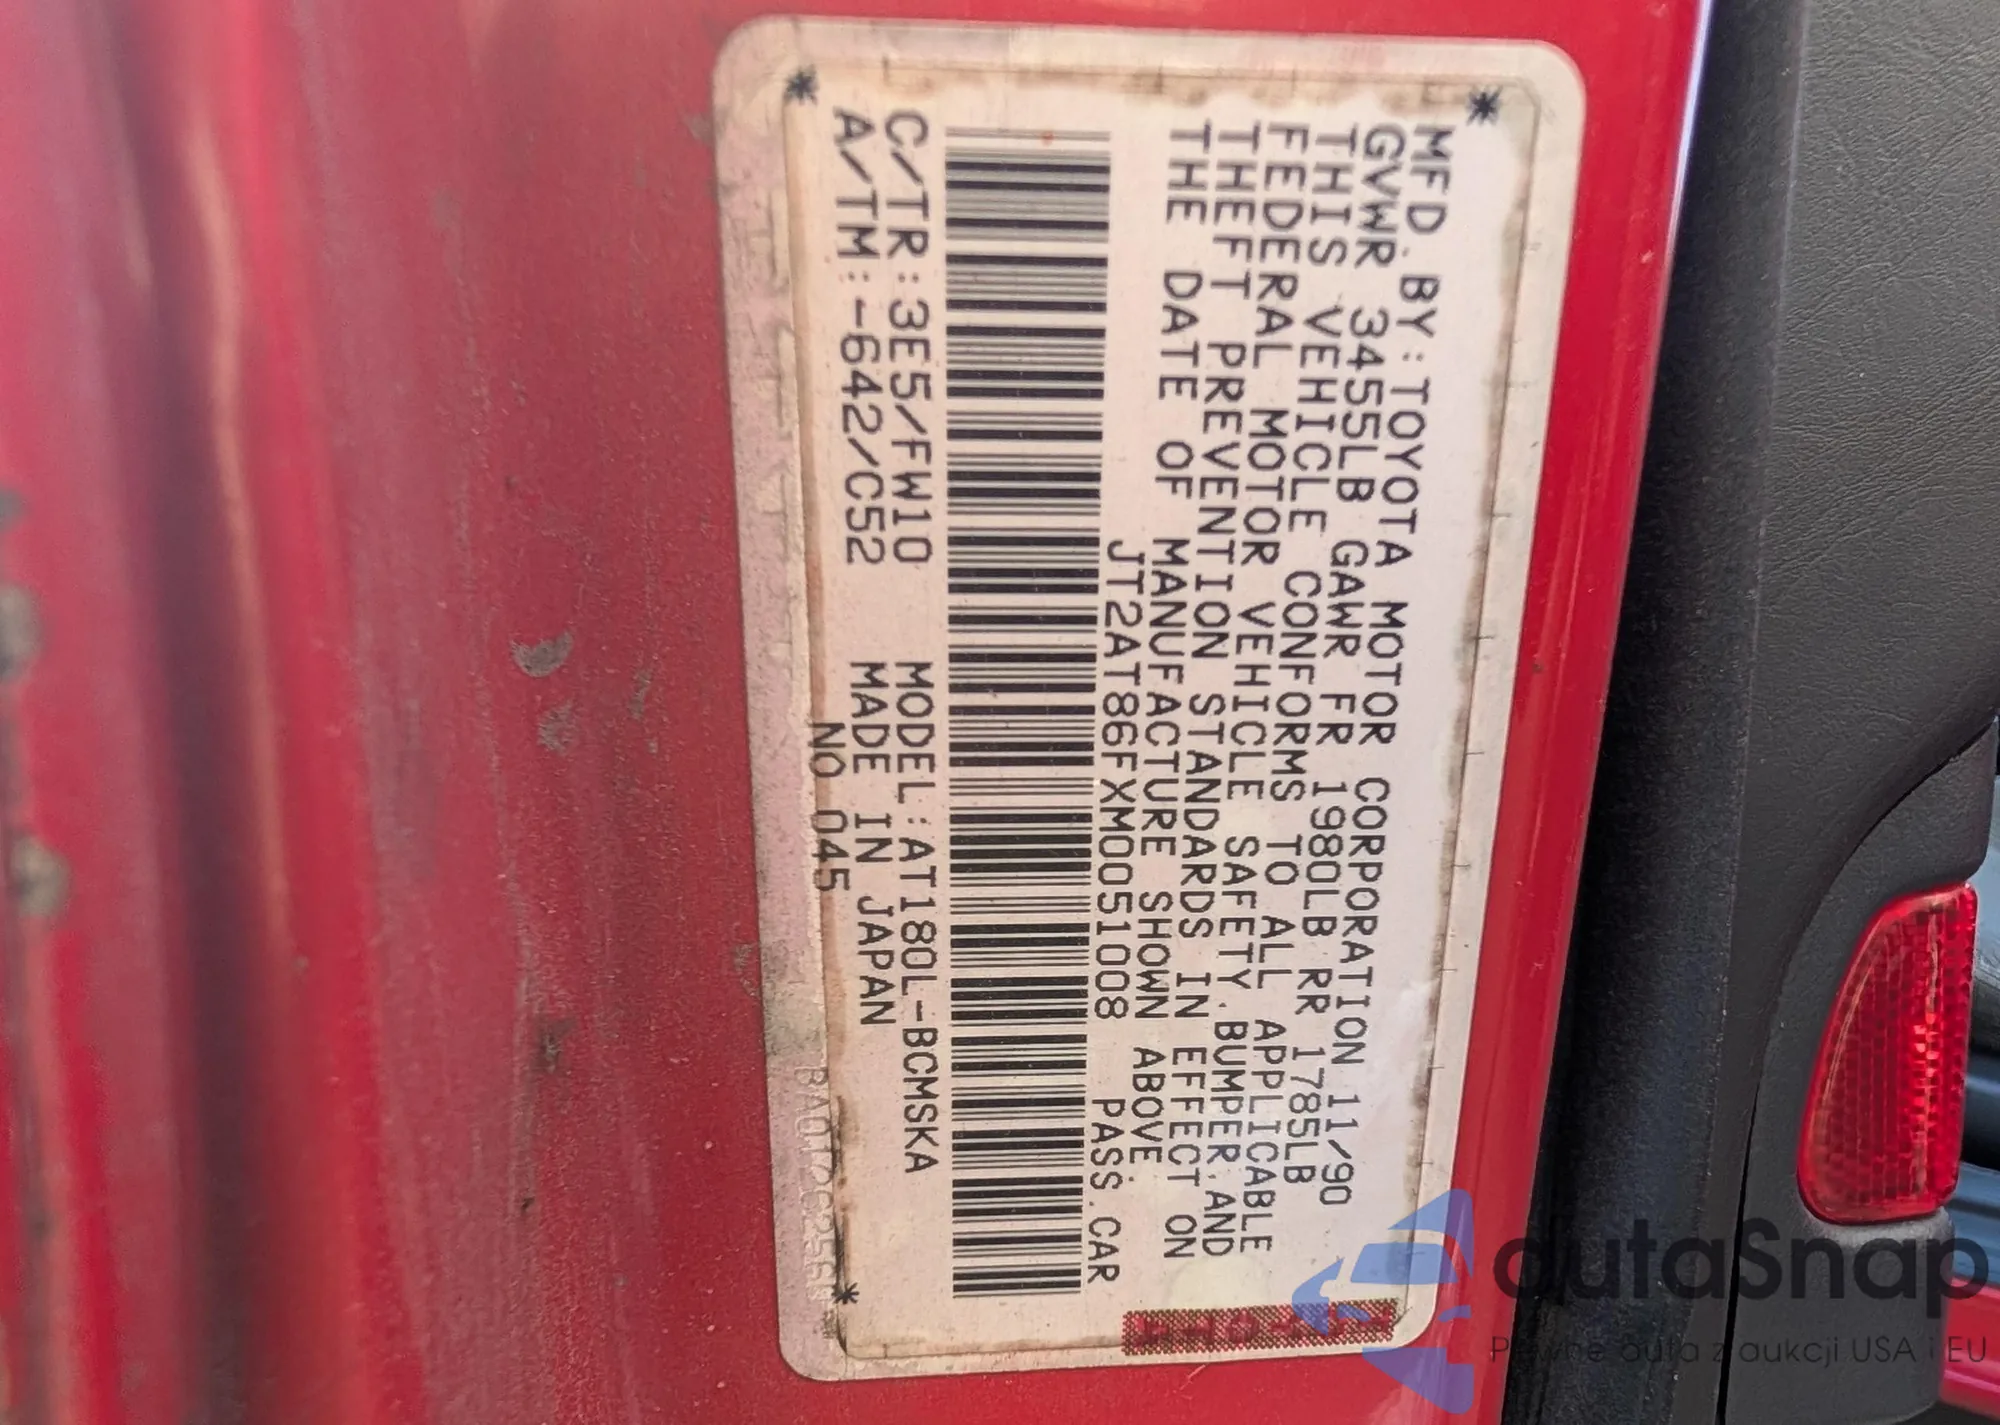 MFD.BY:TOYOTA MOTOR CORPORATION 11/90
GVWR 3455LB GAWR FR 1980LB RR 1785LB
THIS VEHICLE CONFORMS TO ALL APPLICABLE
FEDERAL MOTOR VEHICLE SAFETY.BUMPER.AND
THEFT PREVENTION STANDARDS IN EFFECT ON
THE DATE OF MANUFACTURE SHOWN ABOVE.
JT2AT86FXM0051008 PASS.CAR
C/TR:3E5/FW10 MODEL:AT180L-BCMSKA
A/TM:-642/C52 MADE IN JAPAN
NO 045
TOYOTA
autaSnap
Pewne auta z aukcji USA i EU